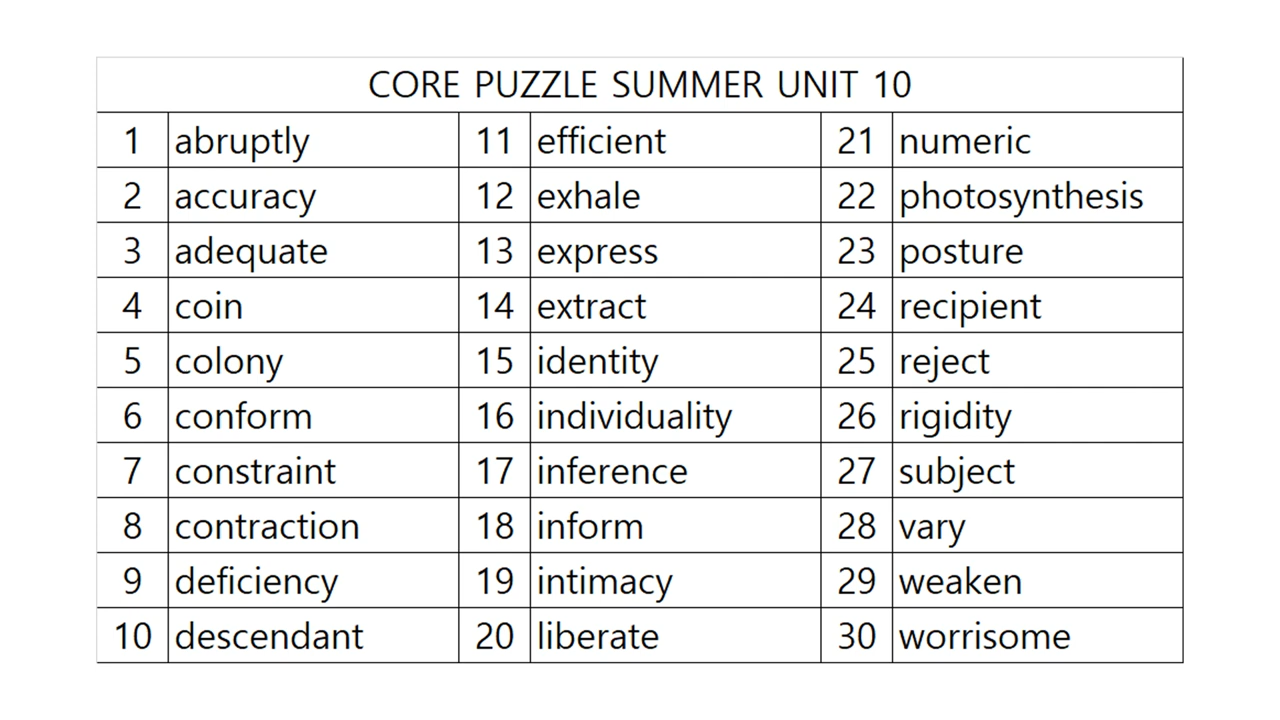 CORE PUZZLE SUMMER UNIT 10
1 abruptly 11 efficient 21 numeric
2 accuracy 12 exhale 22 photosynthesis
3 adequate 13 express 23 posture
4 coin 14 extract 24 recipient
5 colony 15 identity 25 reject
6 conform 16 individuality 26 rigidity
7 constraint 17 inference 27 subject
8 contraction 18 inform 28 vary
9 deficiency 19 intimacy 29 weaken
10 descendant 20 liberate 30 worrisome